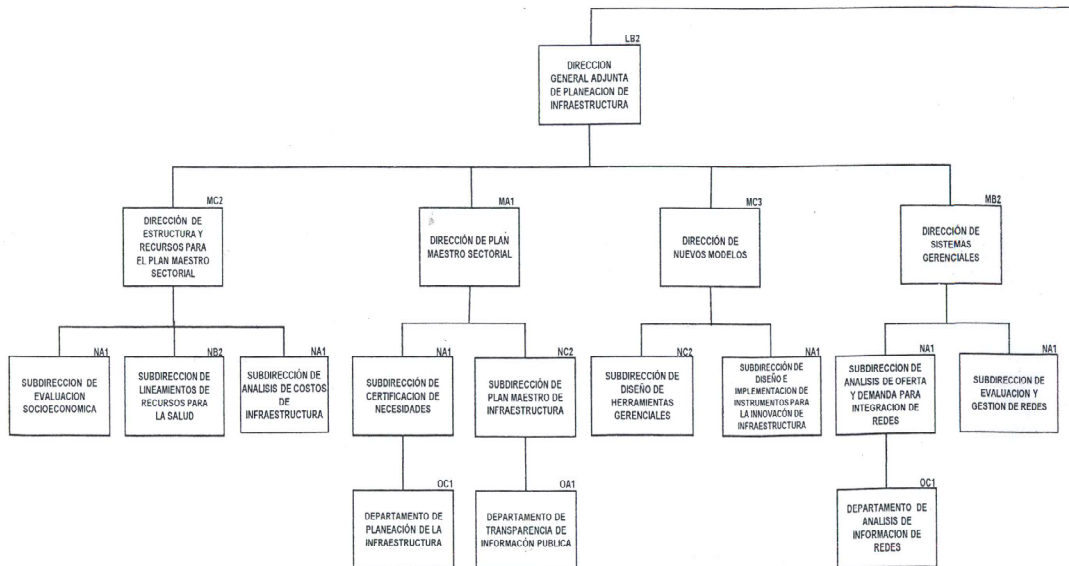 LB2
DIRECCION
GENERAL ADJUNTA
DE PLANEACION DE
INFRAESTRUCTURA
MC2
DIRECCIÓN DE
ESTRUCTURA Y
RECURSOS PARA
EL PLAN MAESTRO
SECTORIAL
MA1
DIRECCIÓN DE PLAN
MAESTRO SECTORIAL
MC3
DIRECCIÓN DE
NUEVOS MODELOS
MB2
DIRECCIÓN DE
SISTEMAS
GERENCIALES
NA1
SUBDIRECCION DE
EVALUACION
SOCIOECONOMICA
NB2
SUBDIRECCION DE
LINEAMIENTOS DE
RECURSOS PARA
LA SALUD
NA1
SUBDIRECCIÓN DE
ANALISIS DE COSTOS
DE
INFRAESTRUCTURA
NA1
SUBDIRECCIÓN DE
CERTIFICACION DE
NECESIDADES
NC2
SUBDIRECCIÓN DE
PLAN MAESTRO DE
INFRAESTRUCTURA
NC2
SUBDIRECCIÓN DE
DISEÑO DE
HERRAMIENTAS
GERENCIALES
NA1
SUBDIRECCIÓN DE
DISEÑO E
IMPLEMENTACION DE
INSTRUMENTOS PARA
LA INNOVACÓN DE
INFRAESTRUCTURA
NA1
SUBDIRECCIÓN DE
ANALISIS DE OFERTA
Y DEMANDA PARA
INTEGRACION DE
REDES
NA1
SUBDIRECCIÓN DE
EVALUACION Y
GESTION DE REDES
OC1
DEPARTAMENTO DE
PLANEACIÓN DE LA
INFRAESTRUCTURA
OA1
DEPARTAMENTO DE
TRANSPARENCIA DE
INFORMACÓN PUBLICA
OC1
DEPARTAMENTO DE
ANALISIS DE
INFORMACION DE
REDES